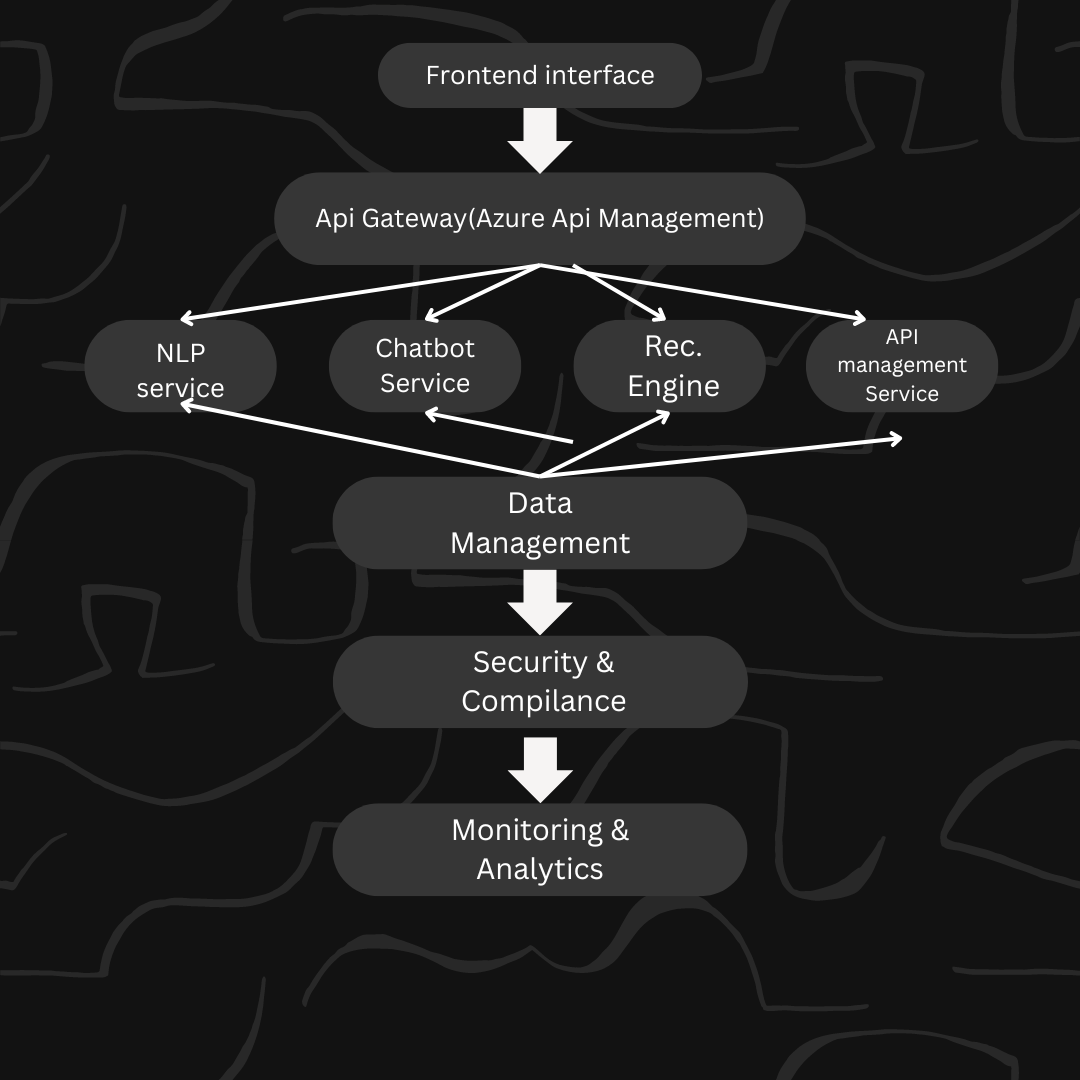 Frontend interface
Api Gateway(Azure Api Management)
NLP
service
Chatbot
Service
Rec.
Engine
API
management
Service
Data
Management
Security &
Compilance
Monitoring &
Analytics